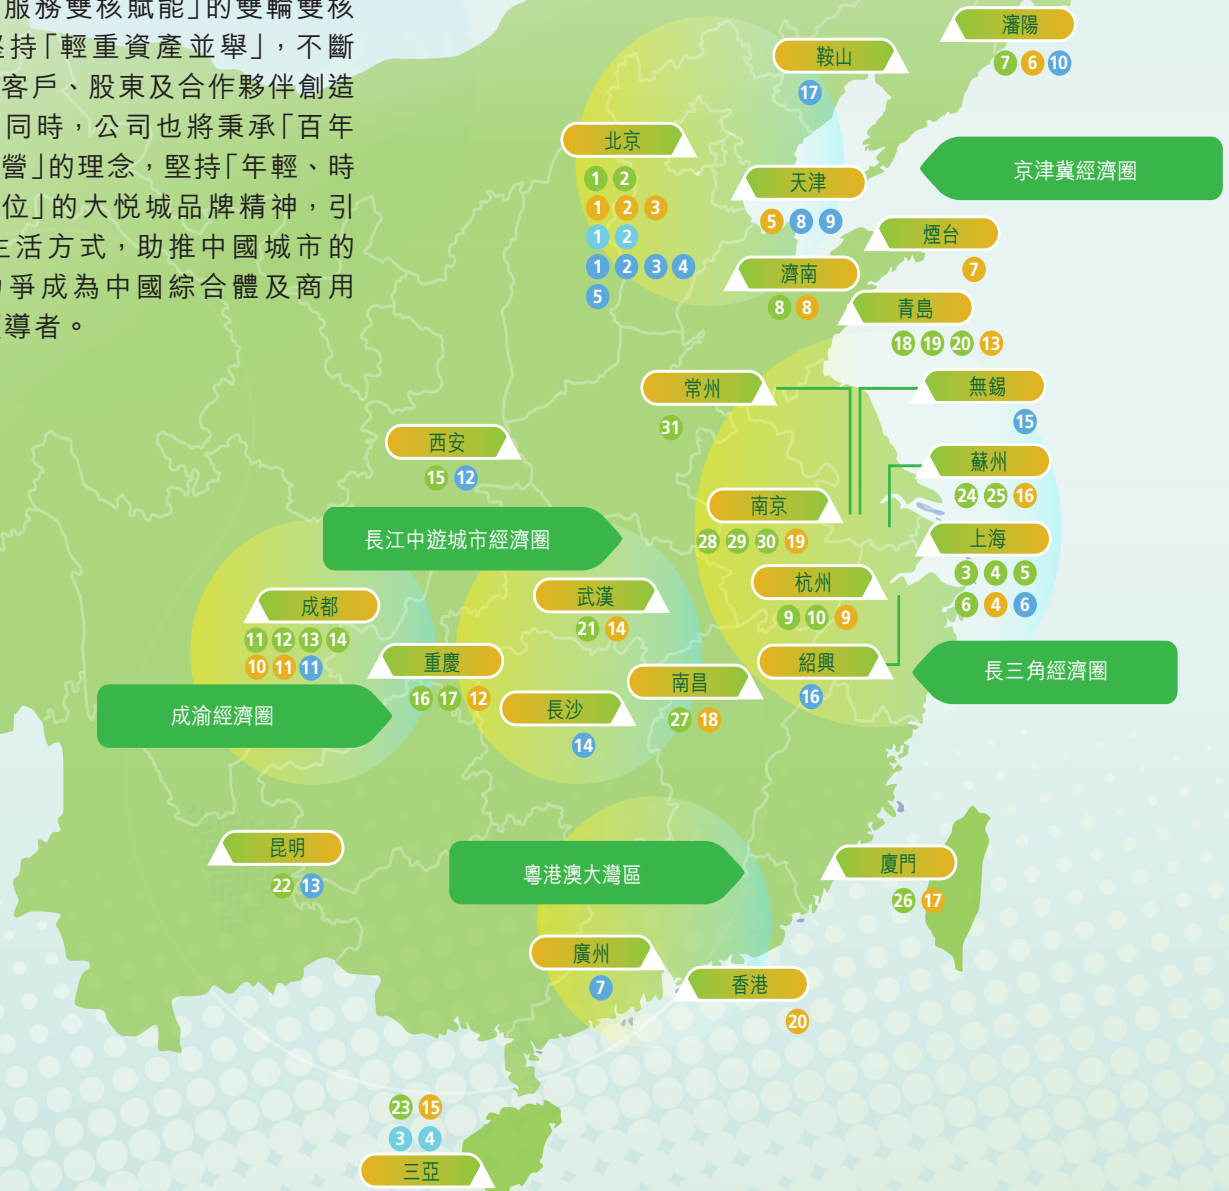 服務雙核賦能」的雙輪雙核
堅持「輕重資產並舉」，不斷
客戶、股東及合作夥伴創造
同時，公司也將秉承「百年
營」的理念，堅持「年輕、時
位」的大悦城品牌精神，引
生活方式，助推中國城市的
爭成為中國綜合體及商用
導者。
瀋陽
7 6 10
鞍山
17
北京
1 2
1 2 3
1 2
1 2 3 4
5
京津冀經濟圈
天津
5 8 9
煙台
7
濟南
8 8
青島
18 19 20 13
常州
31
無錫
15
西安
15 12
蘇州
24 25 16
南京
28 29 30 19
長江中遊城市經濟圈
上海
3 4 5
6 4 6
杭州
9 10 9
武漢
21 14
成都
11 12 13 14
10 11 11
重慶
16 17 12
紹興
16
長三角經濟圈
南昌
27 18
長沙
14
成渝經濟圈
昆明
22 13
粵港澳大灣區
廈門
26 17
廣州
7
香港
20
23 15
3 4
三亞